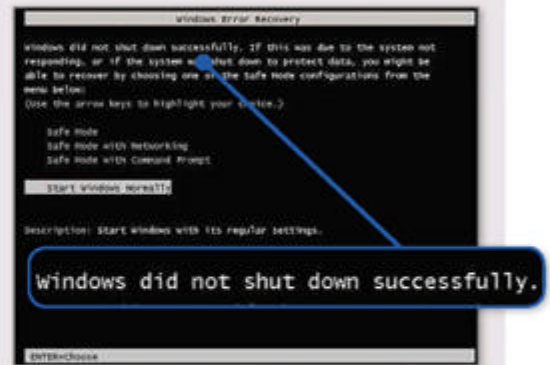 Windows Error Recovery
Windows did not shut down successfully. If this was due to the system not
responding, or if the system was shut down to protect data, you might be
able to recover by choosing one of the Safe Mode configurations from the
menu below:
(Use the arrow keys to highlight your choice.)
Safe Mode
Safe Mode with Networking
Safe Mode with Command Prompt
Start Windows Normally
Description: Start Windows with its regular settings.
Windows did not shut down successfully.
ENTER=Choose